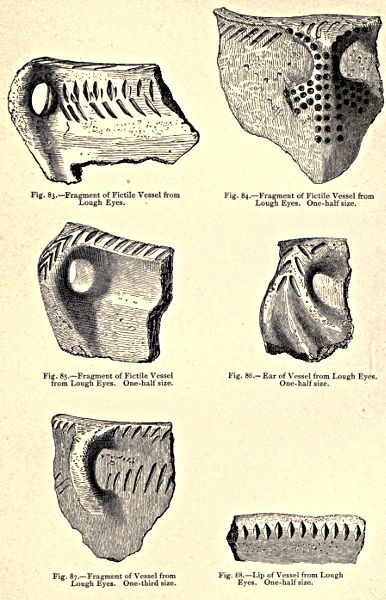 Fig. 83.—Fragment of Fictile Vessel from
Lough Eyes.
Fig. 84.—Fragment of Fictile Vessel from
Lough Eyes. One-half size.
Fig. 85.—Fragment of Fictile Vessel
from Lough Eyes. One-half size.
Fig. 86.—Ear of Vessel from Lough Eyes.
One-half size.
Fig. 87.—Fragment of Vessel from
Lough Eyes. One-third size.
Fig. 88.—Lip of Vessel from Lough
Eyes. One-half size.